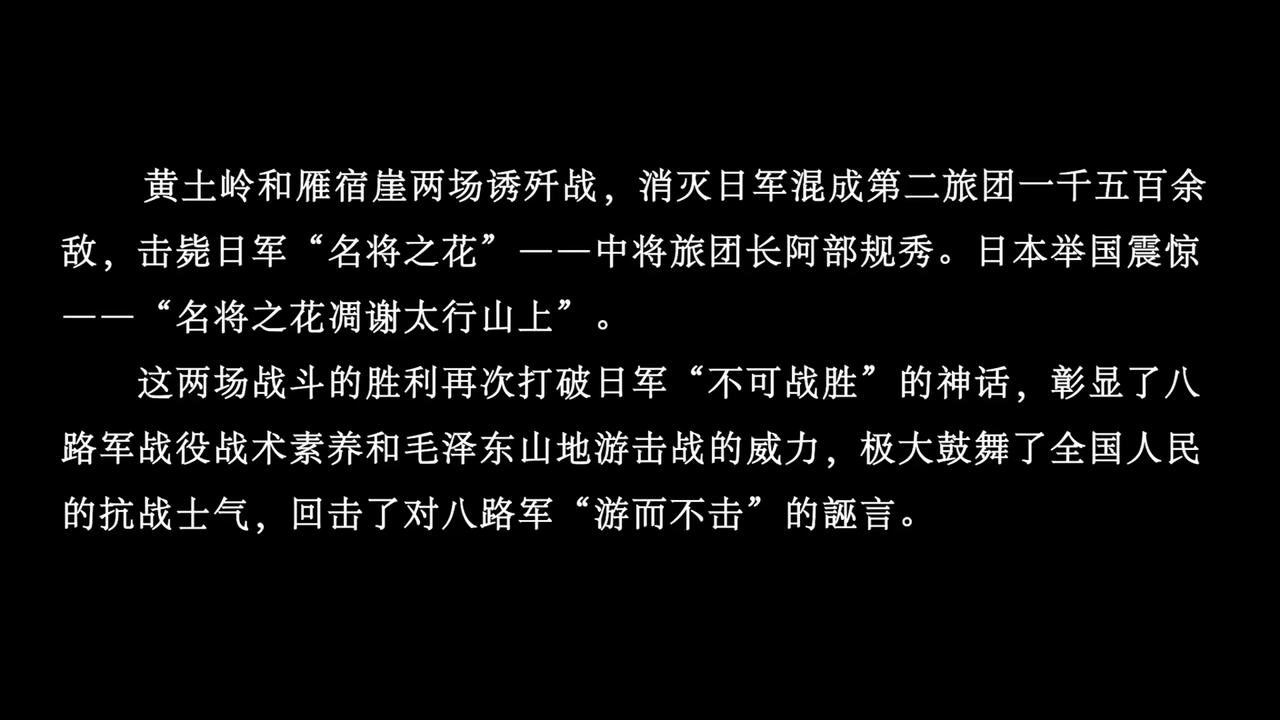 黄土岭和雁宿崖两场诱歼战，消灭日军混成第二旅团一千五百余
敌，击毙日军“名将之花”——中将旅团长阿部规秀。日本举国震惊
——“名将之花凋谢太行山上”。
这两场战斗的胜利再次打破日军“不可战胜”的神话，彰显了八
路军战役战术素养和毛泽东山地游击战的威力，极大鼓舞了全国人民
的抗战士气，回击了对八路军“游而不击”的誣言。